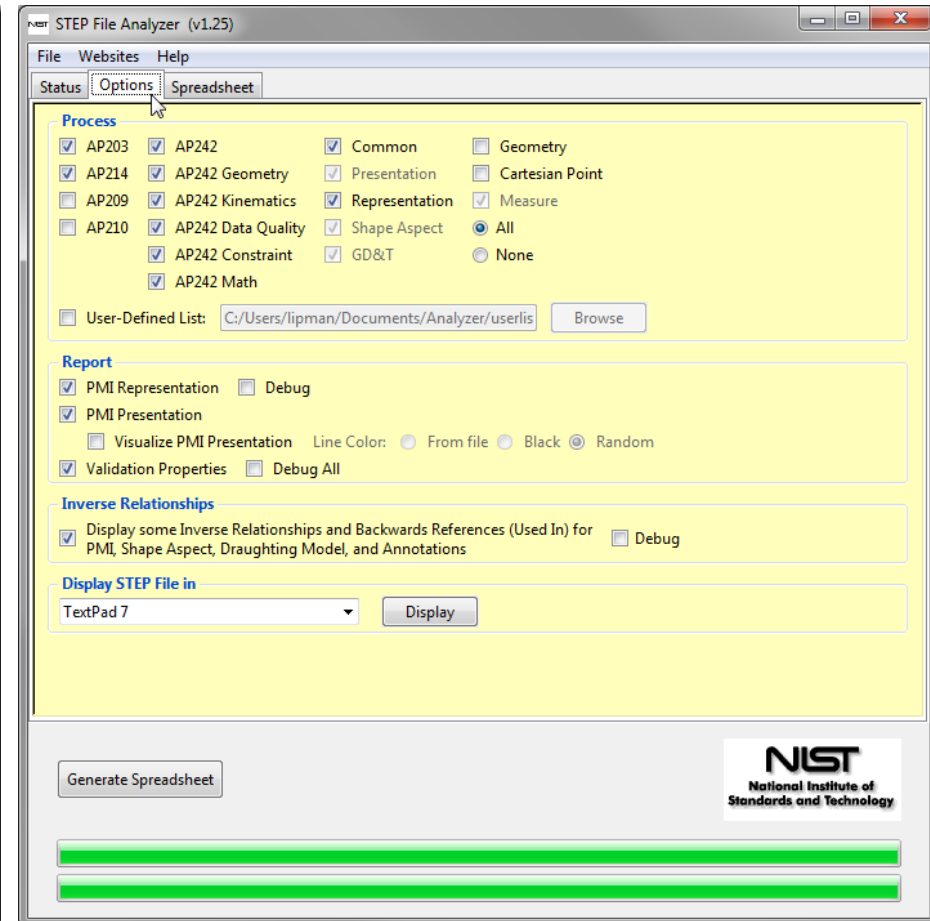 NIST STEP File Analyzer (v1.25)
File Websites Help
Status Options Spreadsheet
Process
AP203 AP242 Common Geometry
AP214 AP242 Geometry Presentation Cartesian Point
AP209 AP242 Kinematics Representation Measure
AP210 AP242 Data Quality Shape Aspect All
AP242 Constraint GD&T None
AP242 Math
User-Defined List: C:/Users/lipman/Documents/Analyzer/userlis Browse
Report
PMI Representation Debug
PMI Presentation
Visualize PMI Presentation Line Color: From file Black Random
Validation Properties Debug All
Inverse Relationships
Display some Inverse Relationships and Backwards References (Used In) for
PMI, Shape Aspect, Draughting Model, and Annotations Debug
Display STEP File in
TextPad 7 Display
Generate Spreadsheet
NIST
National Institute of
Standards and Technology